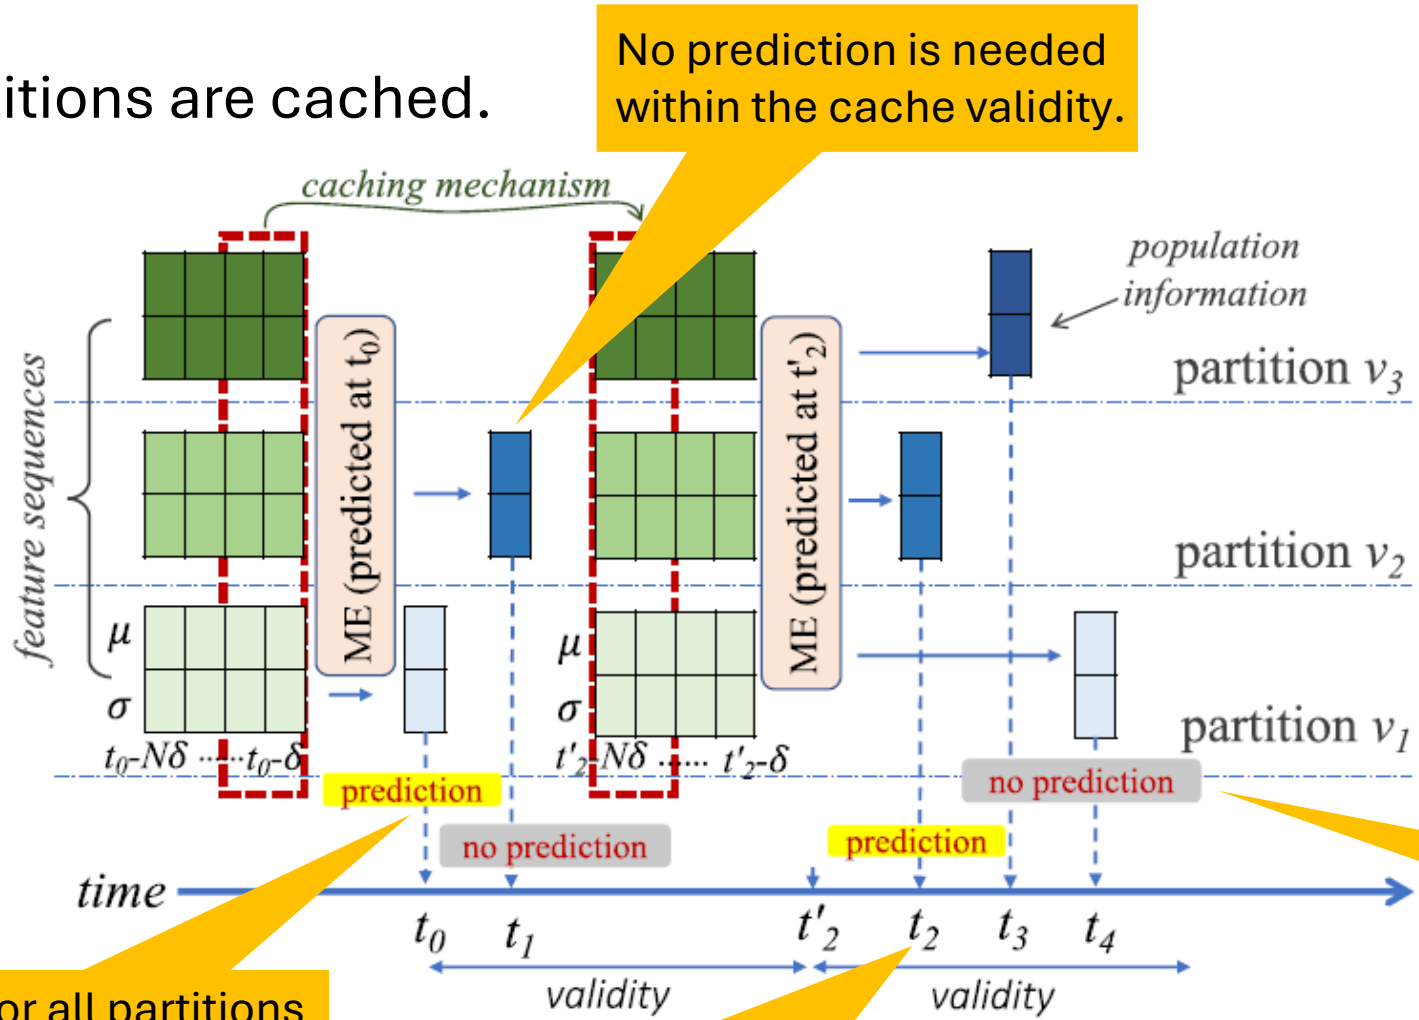 No prediction is needed
within the cache validity.
itions are cached.
caching mechanism
population
information
feature sequences
ME (predicted at t0)
ME (predicted at t'2)
partition v3
partition v2
partition v1
μ
σ
t0-Nδ ······ t0-δ
μ
σ
t'2-Nδ ······ t'2-δ
prediction
no prediction
prediction
no prediction
time
t0 t1 t'2 t2 t3 t4
validity validity
or all partitions